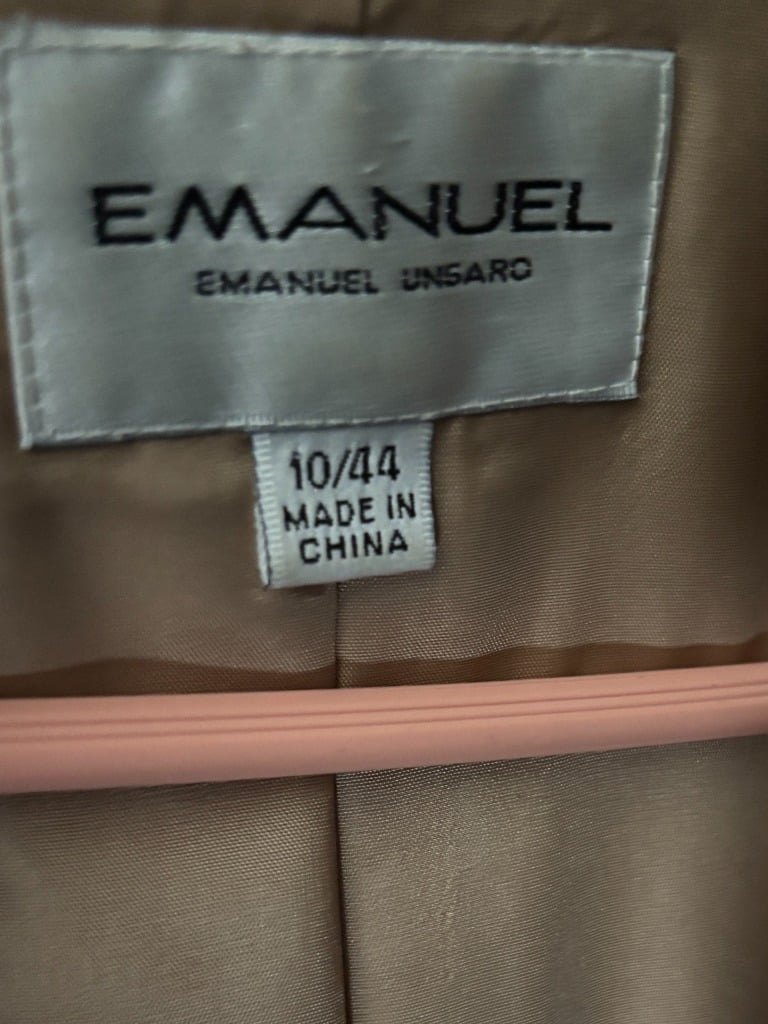 EMANUEL
EMANUEL UNGARO
10/44
MADE IN
CHINA